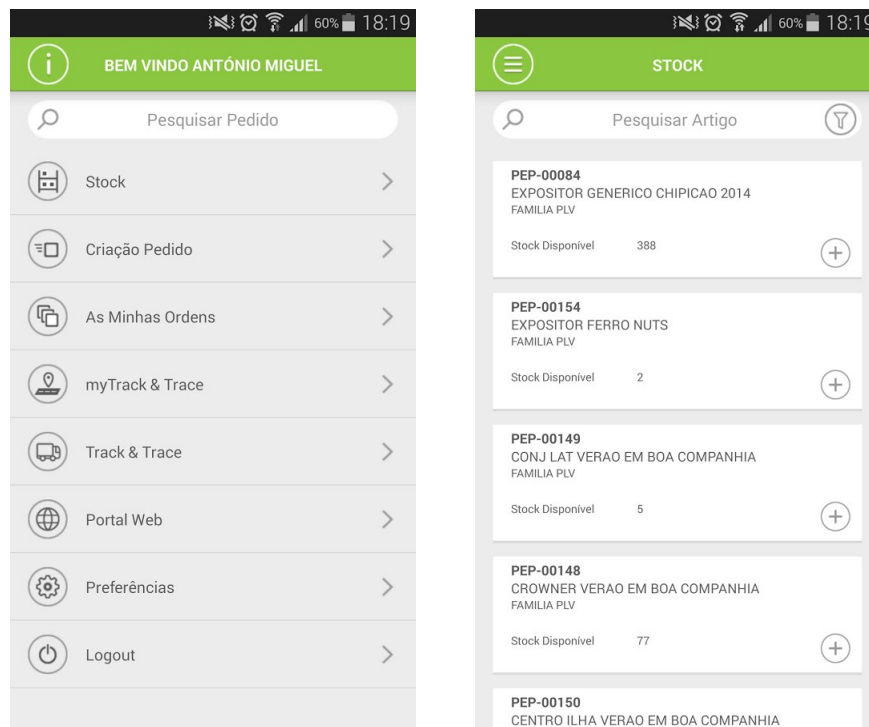 60% 18:19
BEM VINDO ANTÓNIO MIGUEL
Pesquisar Pedido
Stock
Criação Pedido
As Minhas Ordens
myTrack & Trace
Track & Trace
Portal Web
Preferências
Logout
60% 18:19
STOCK
Pesquisar Artigo
PEP-00084
EXPOSITOR GENERICO CHIPICAO 2014
FAMILIA PLV
Stock Disponível 388
PEP-00154
EXPOSITOR FERRO NUTS
FAMILIA PLV
Stock Disponível 2
PEP-00149
CONJ LAT VERAO EM BOA COMPANHIA
FAMILIA PLV
Stock Disponível 5
PEP-00148
CROWNER VERAO EM BOA COMPANHIA
FAMILIA PLV
Stock Disponível 77
PEP-00150
CENTRO ILHA VERAO EM BOA COMPANHIA